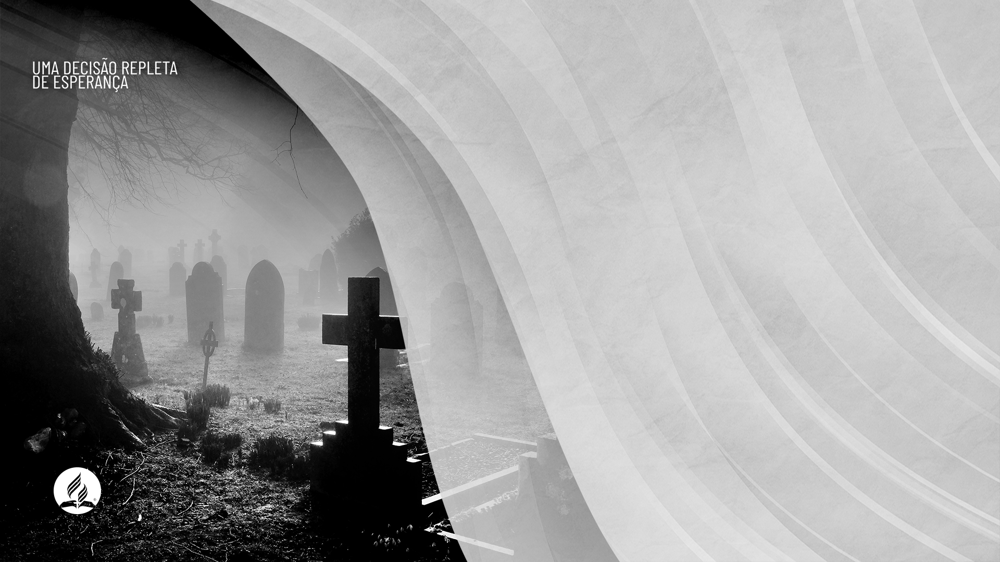 UMA DECISÃO REPLETA
DE ESPERANÇA